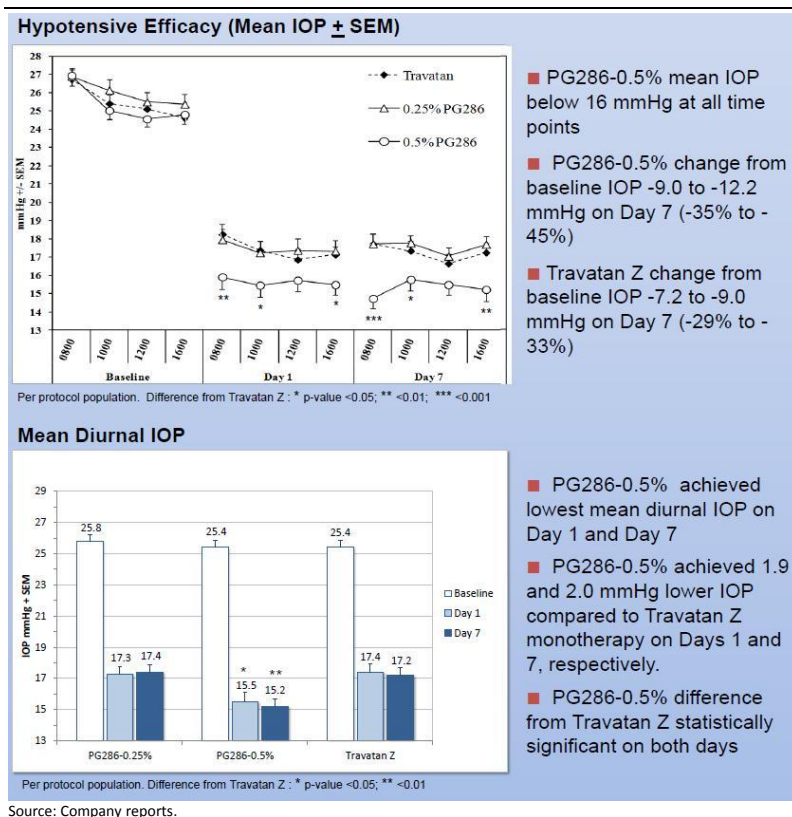 Hypotensive Efficacy (Mean IOP + SEM)
28
27
26
25
24
23
22
21
20
19
18
17
16
15
14
13
mmHg +/- SEM
Travatan
0.25%PG286
0.5%PG286
** * * *** * **
0800 1000 1200 1600 0800 1000 1200 1600 0800 1000 1200 1600
Baseline Day 1 Day 7
Per protocol population. Difference from Travatan Z : * p-value <0.05; ** <0.01; *** <0.001
■ PG286-0.5% mean IOP
below 16 mmHg at all time
points
■ PG286-0.5% change from
baseline IOP -9.0 to -12.2
mmHg on Day 7 (-35% to -
45%)
■ Travatan Z change from
baseline IOP -7.2 to -9.0
mmHg on Day 7 (-29% to -
33%)
Mean Diurnal IOP
29
27
25
23
21
19
17
15
13
IOP mmHg + SEM
25.8 17.3 17.4
25.4 * 15.5 ** 15.2
25.4 17.4 17.2
PG286-0.25% PG286-0.5% Travatan Z
Baseline
Day 1
Day 7
Per protocol population. Difference from Travatan Z : * p-value <0.05; ** <0.01
■ PG286-0.5% achieved
lowest mean diurnal IOP on
Day 1 and Day 7
■ PG286-0.5% achieved 1.9
and 2.0 mmHg lower IOP
compared to Travatan Z
monotherapy on Days 1 and
7, respectively.
■ PG286-0.5% difference
from Travatan Z statistically
significant on both days
Source: Company reports.